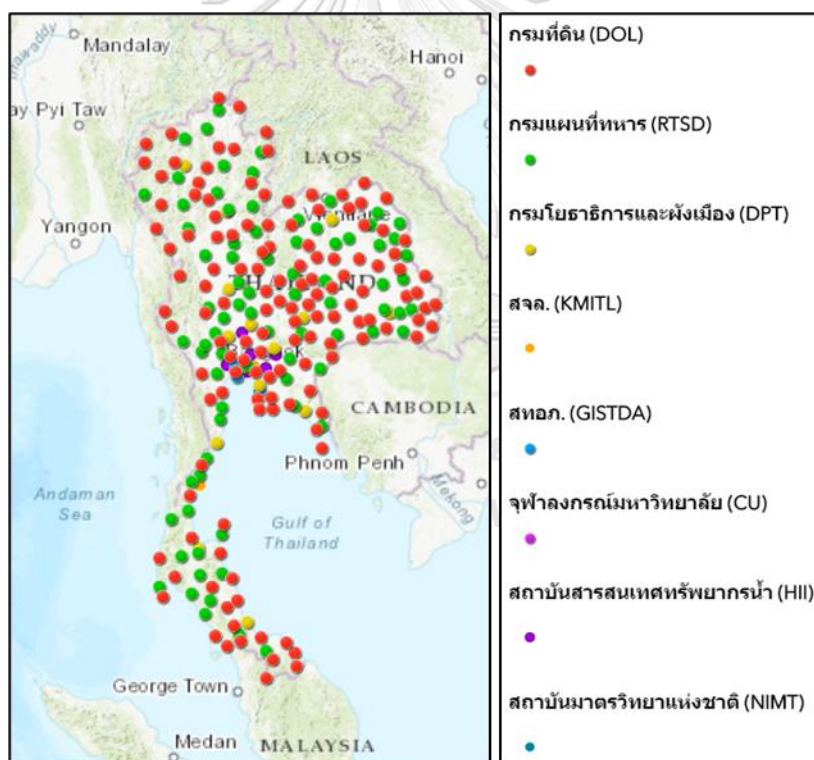 Mandalay
Hanoi
ay Pyi Taw
LAOS
Yangon
CAMBODIA
Phnom Penh
Mekong
Andaman
Sea
Gulf of
Thailand
George Town
Medan
MALAYSIA
กรมที่ดิน (DOL)
กรมแผนที่ทหาร (RTSD)
กรมโยธาธิการและผังเมือง (DPT)
สจล. (KMITL)
สทอภ. (GISTDA)
จุฬาลงกรณ์มหาวิทยาลัย (CU)
สถาบันสารสนเทศทรัพยากรน้ำ (HII)
สถาบันมาตรวิทยาแห่งชาติ (NIMT)